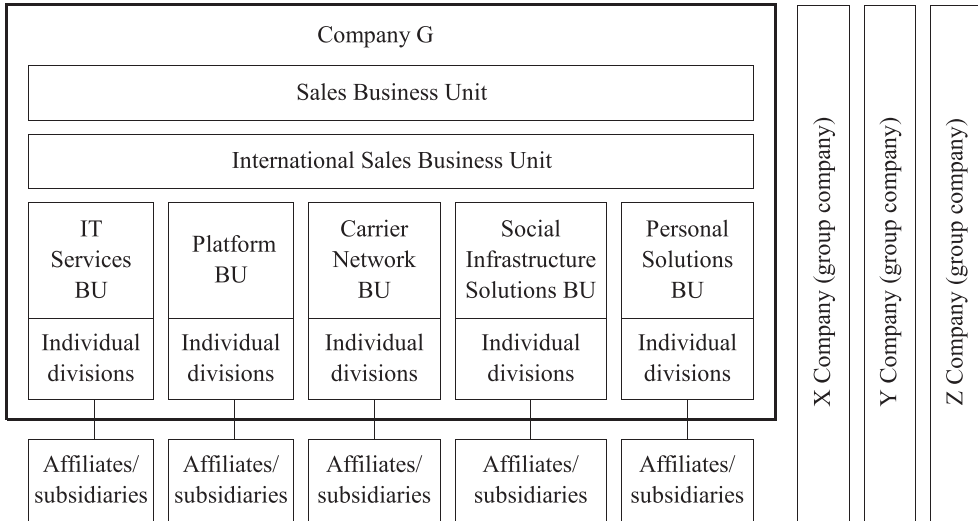 Company G
Sales Business Unit
International Sales Business Unit
IT
Services
BU
Platform
BU
Carrier
Network
BU
Social
Infrastructure
Solutions BU
Personal
Solutions
BU
Individual
divisions
Individual
divisions
Individual
divisions
Individual
divisions
Individual
divisions
Affiliates/
subsidiaries
Affiliates/
subsidiaries
Affiliates/
subsidiaries
Affiliates/
subsidiaries
Affiliates/
subsidiaries
X Company (group company)
Y Company (group company)
Z Company (group company)